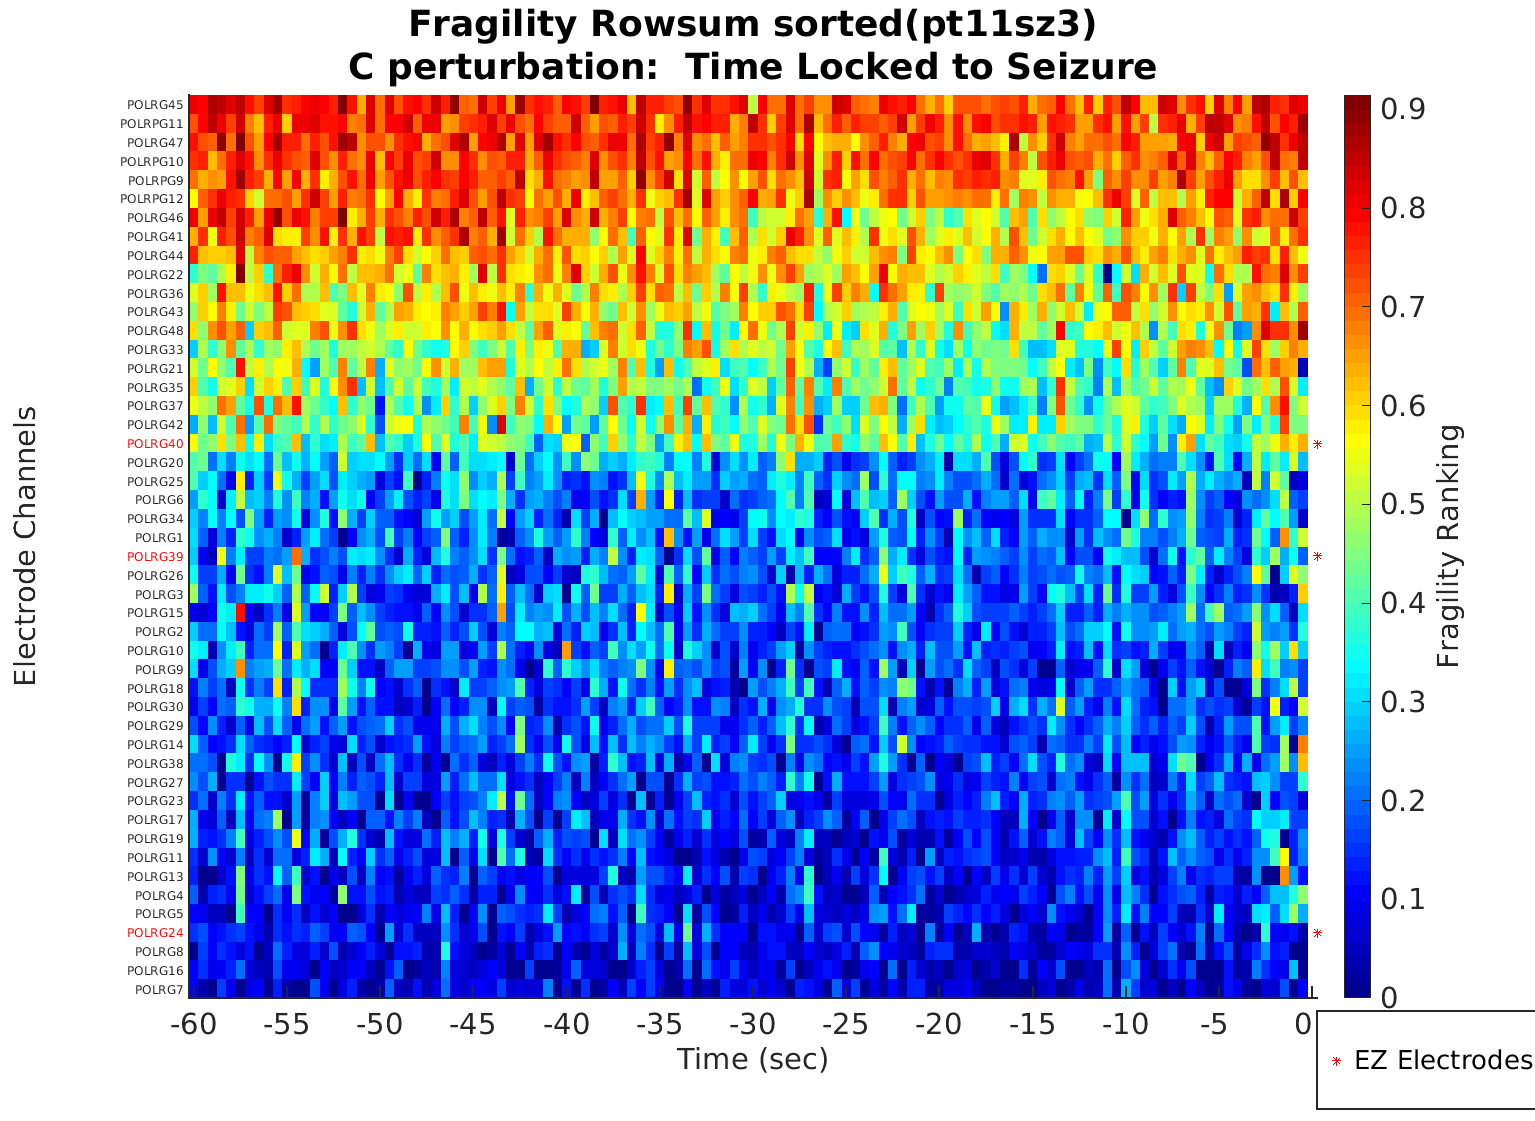 Fragility Rowsum sorted(pt11sz3)
C perturbation:  Time Locked to Seizure
Electrode Channels
POLRG45
POLRPG11
POLRG47
POLRPG10
POLRPG9
POLRPG12
POLRG46
POLRG41
POLRG44
POLRG22
POLRG36
POLRG43
POLRG48
POLRG33
POLRG21
POLRG35
POLRG37
POLRG42
POLRG40
POLRG20
POLRG25
POLRG6
POLRG34
POLRG1
POLRG39
POLRG26
POLRG3
POLRG15
POLRG2
POLRG10
POLRG9
POLRG18
POLRG30
POLRG29
POLRG14
POLRG38
POLRG27
POLRG23
POLRG17
POLRG19
POLRG11
POLRG13
POLRG4
POLRG5
POLRG24
POLRG8
POLRG16
POLRG7
-60 -55 -50 -45 -40 -35 -30 -25 -20 -15 -10 -5 0
Time (sec)
0.9
0.8
0.7
0.6
0.5
0.4
0.3
0.2
0.1
0
Fragility Ranking
EZ Electrodes